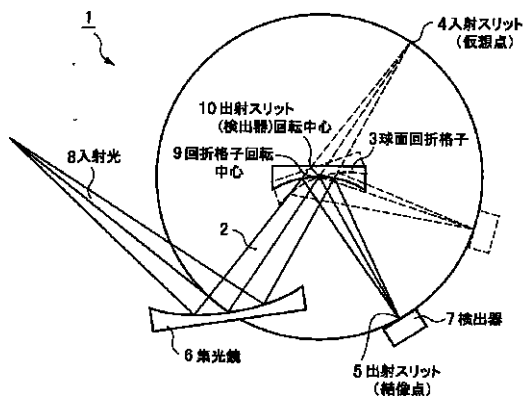 1
4入射スリット
(仮想点)
10出射スリット
(検出器)回転中心
3球面回折格子
9回折格子回転
中心
8入射光
2
7検出器
6集光鏡
5出射スリット
(結像点)